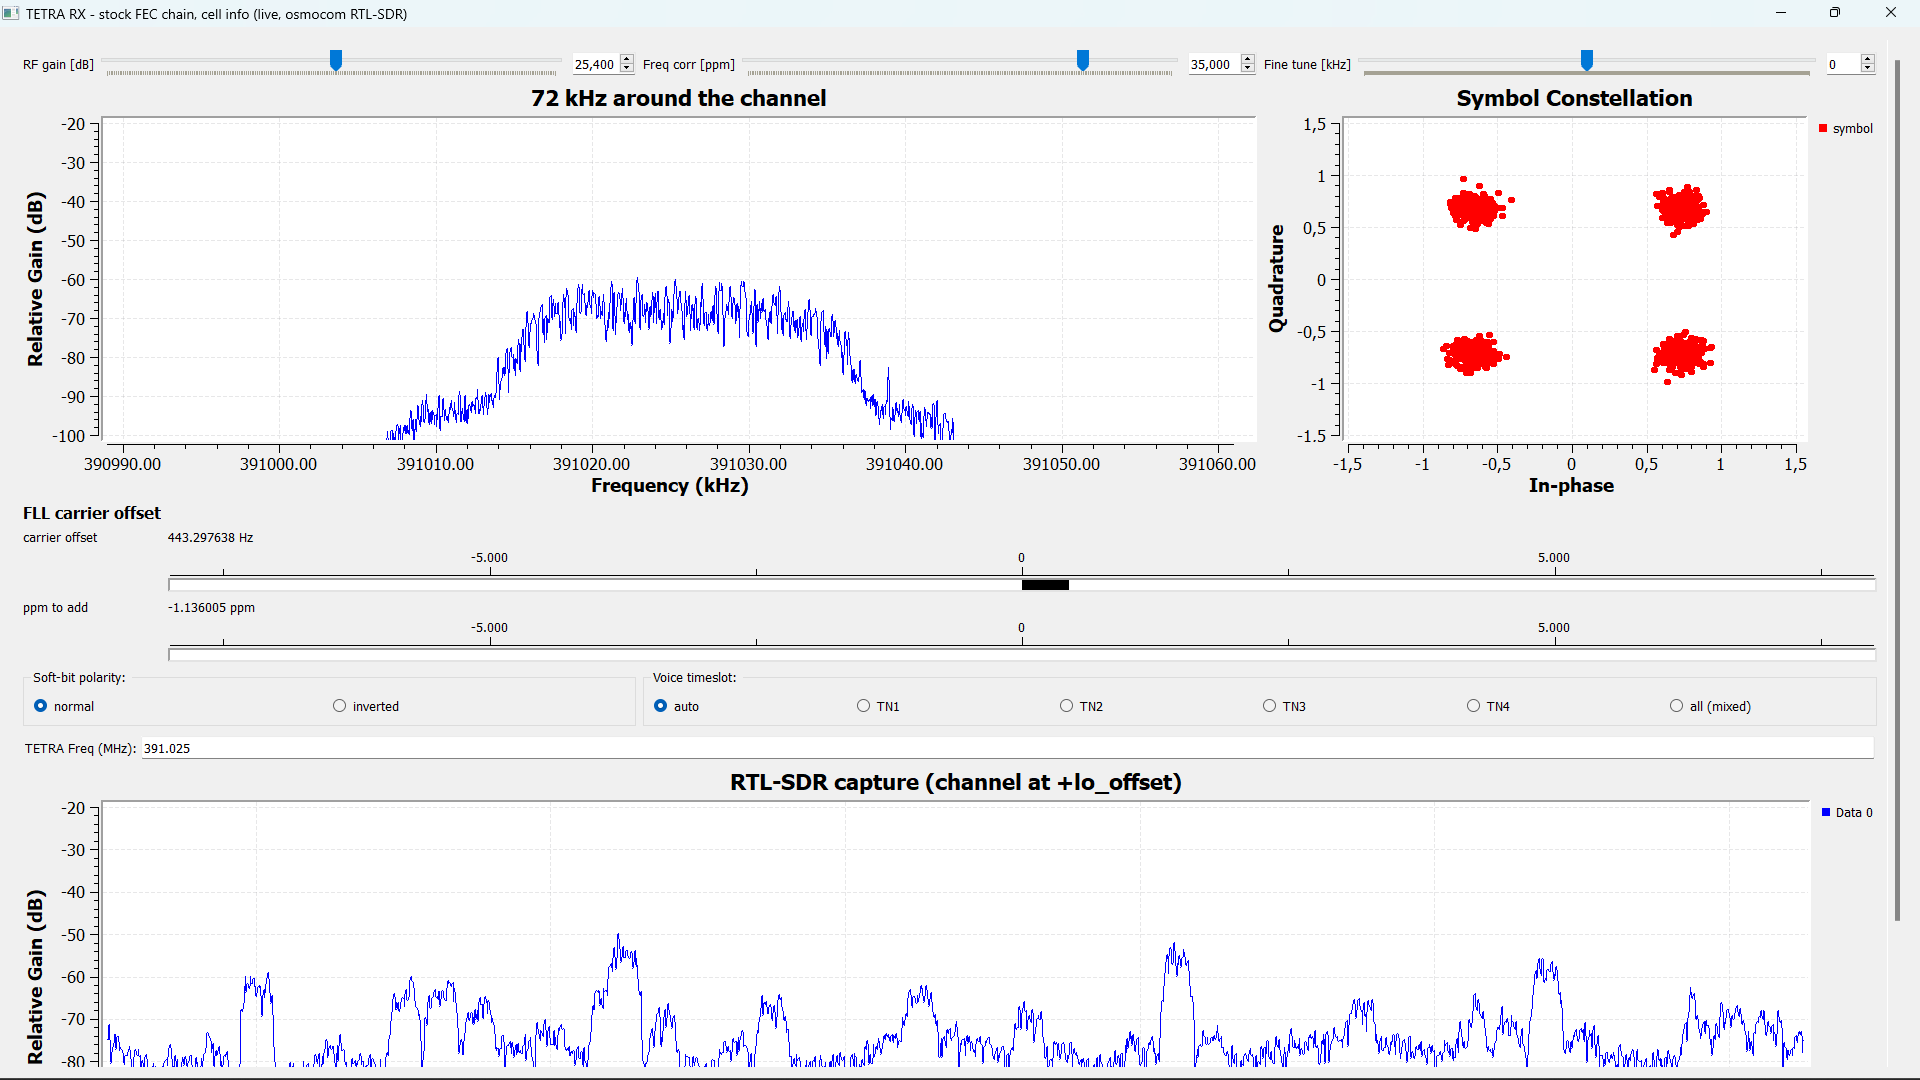 TETRA RX - stock FEC chain, cell info (live, osmocom RTL-SDR)
RF gain [dB] 25,400 Freq corr [ppm] 35,000 Fine tune [kHz] 0
72 kHz around the channel
-20
-30
-40
-50
-60
-70
-80
-90
-100
Relative Gain (dB)
390990.00 391000.00 391010.00 391020.00 391030.00 391040.00 391050.00 391060.00
Frequency (kHz)
Symbol Constellation
symbol
1,5
1
0,5
0
-0,5
-1
-1.5
Quadrature
-1,5 -1 -0,5 0 0,5 1 1,5
In-phase
FLL carrier offset
carrier offset 443.297638 Hz
-5.000 0 5.000
ppm to add -1.136005 ppm
-5.000 0 5.000
Soft-bit polarity:
normal inverted
Voice timeslot:
auto TN1 TN2 TN3 TN4 all (mixed)
TETRA Freq (MHz): 391.025
RTL-SDR capture (channel at +lo_offset)
Data 0
-20
-30
-40
-50
-60
-70
-80
Relative Gain (dB)